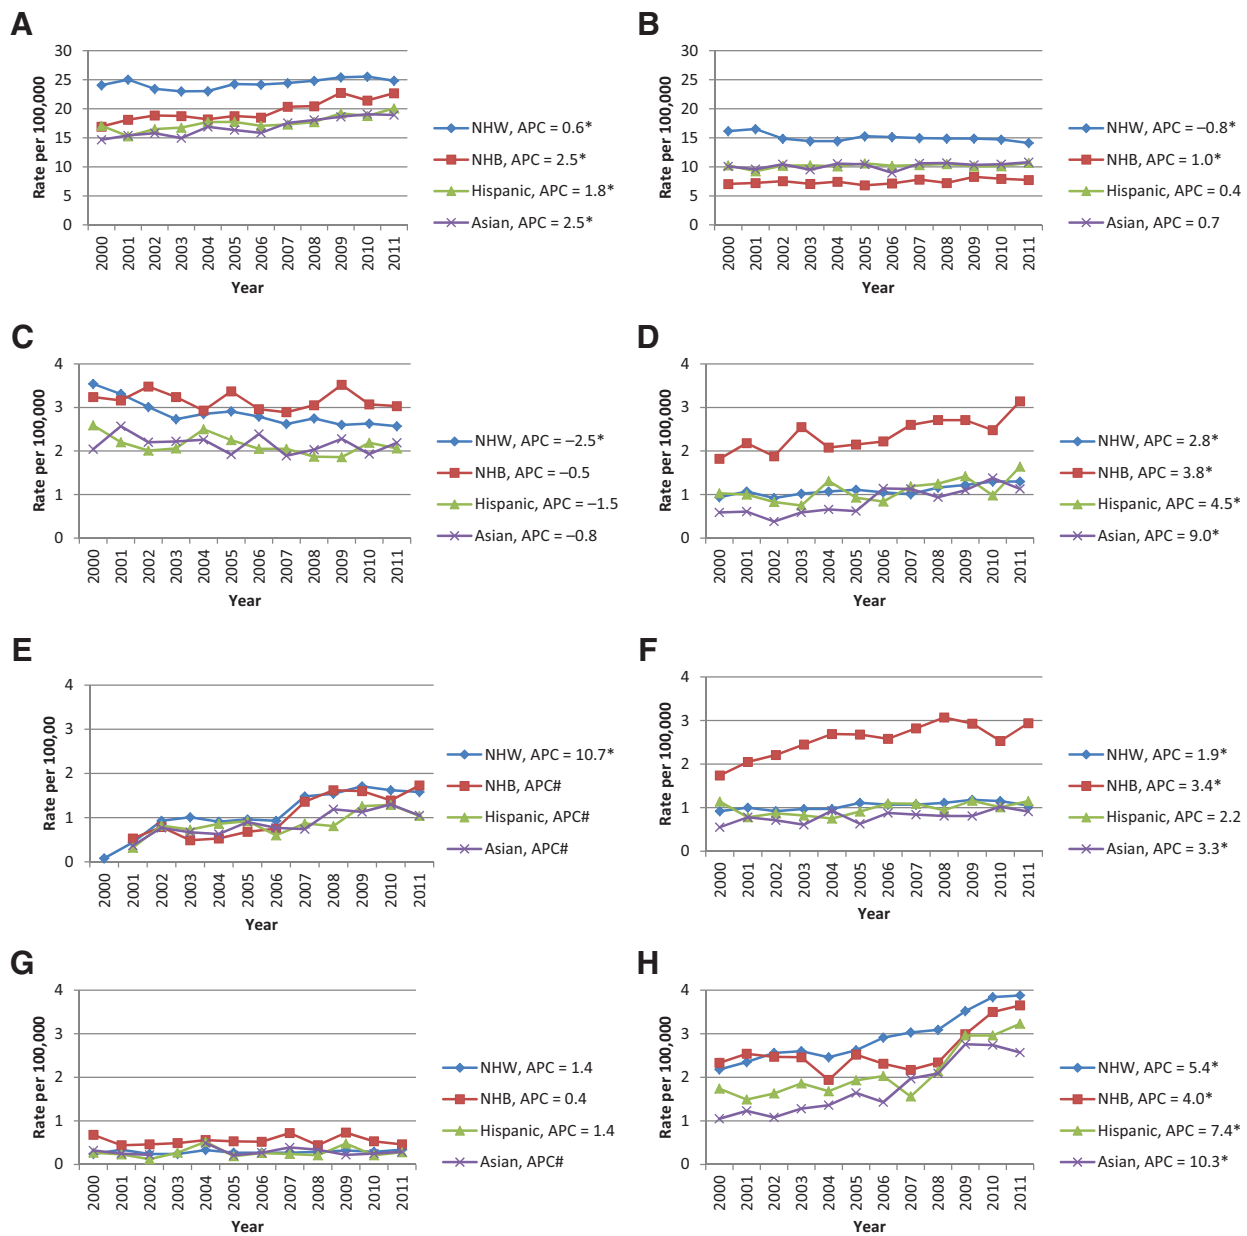 A
Rate per 100,000
30
25
20
15
10
5
0
2000
2001
2002
2003
2004
2005
2006
2007
2008
2009
2010
2011
Year
NHW, APC = 0.6*
NHB, APC = 2.5*
Hispanic, APC = 1.8*
Asian, APC = 2.5*
B
Rate per 100,000
30
25
20
15
10
5
0
2000
2001
2002
2003
2004
2005
2006
2007
2008
2009
2010
2011
Year
NHW, APC = –0.8*
NHB, APC = 1.0*
Hispanic, APC = 0.4
Asian, APC = 0.7
C
Rate per 100,000
4
3
2
1
0
2000
2001
2002
2003
2004
2005
2006
2007
2008
2009
2010
2011
Year
NHW, APC = –2.5*
NHB, APC = –0.5
Hispanic, APC = –1.5
Asian, APC = –0.8
D
Rate per 100,000
4
3
2
1
0
2000
2001
2002
2003
2004
2005
2006
2007
2008
2009
2010
2011
Year
NHW, APC = 2.8*
NHB, APC = 3.8*
Hispanic, APC = 4.5*
Asian, APC = 9.0*
E
Rate per 100,00
4
3
2
1
0
2000
2001
2002
2003
2004
2005
2006
2007
2008
2009
2010
2011
Year
NHW, APC = 10.7*
NHB, APC#
Hispanic, APC#
Asian, APC#
F
Rate per 100,000
4
3
2
1
0
2000
2001
2002
2003
2004
2005
2006
2007
2008
2009
2010
2011
Year
NHW, APC = 1.9*
NHB, APC = 3.4*
Hispanic, APC = 2.2
Asian, APC = 3.3*
G
Rate per 100,000
4
3
2
1
0
2000
2001
2002
2003
2004
2005
2006
2007
2008
2009
2010
2011
Year
NHW, APC = 1.4
NHB, APC = 0.4
Hispanic, APC = 1.4
Asian, APC#
H
Rate per 100,000
4
3
2
1
0
2000
2001
2002
2003
2004
2005
2006
2007
2008
2009
2010
2011
Year
NHW, APC = 5.4*
NHB, APC = 4.0*
Hispanic, APC = 7.4*
Asian, APC = 10.3*